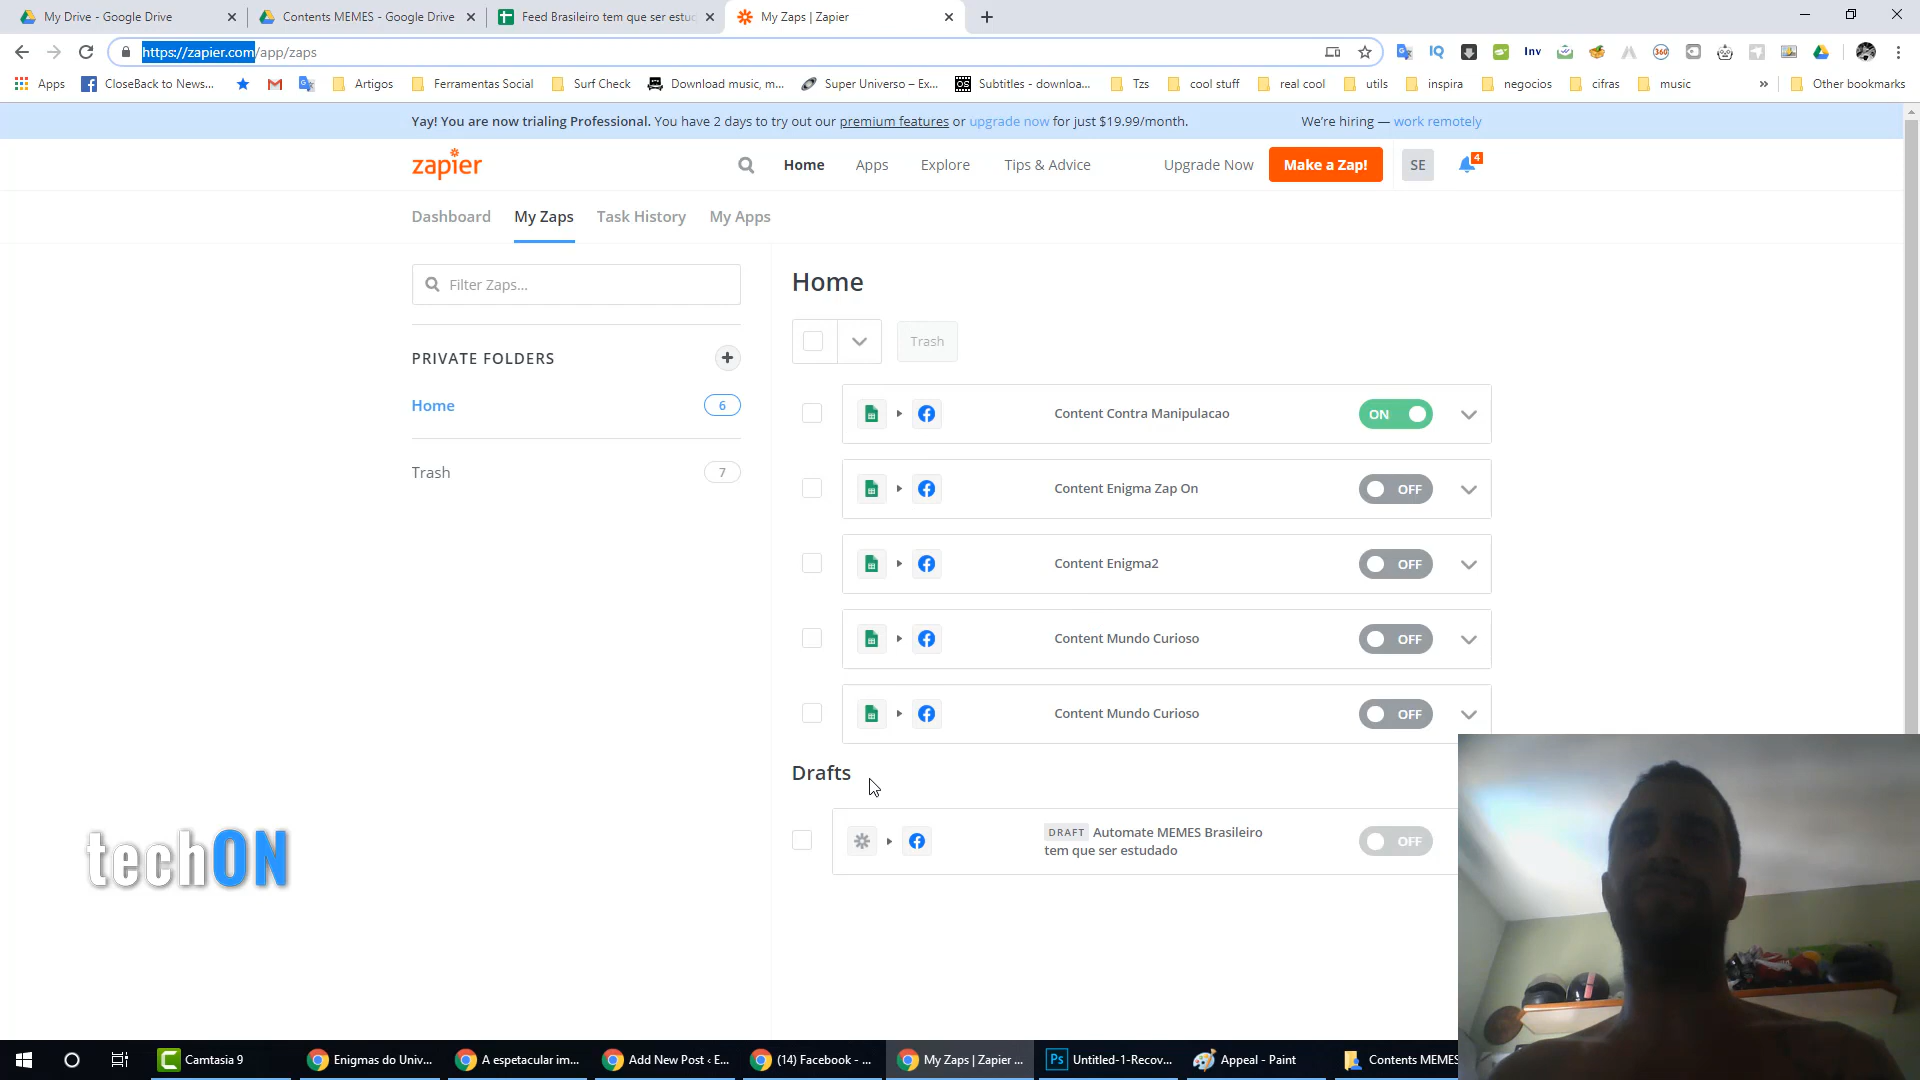 My Drive - Google Drive
Contents MEMES - Google Drive
Feed Brasileiro tem que ser estud
My Zaps | Zapier
https://zapier.com/app/zaps
Inv
360
Apps
CloseBack to News...
Artigos
Ferramentas Social
Surf Check
Download music, m...
Super Universo – Ex...
Subtitles - downloa...
Tzs
cool stuff
real cool
utils
inspira
negocios
cifras
music
»
Other bookmarks
Yay! You are now trialing Professional. You have 2 days to try out our premium features or upgrade now for just $19.99/month.
We're hiring — work remotely
zapier
Home
Apps
Explore
Tips & Advice
Upgrade Now
Make a Zap!
SE
4
Dashboard
My Zaps
Task History
My Apps
Filter Zaps...
PRIVATE FOLDERS
Home
6
Trash
7
Home
Trash
Content Contra Manipulacao
ON
Content Enigma Zap On
OFF
Content Enigma2
OFF
Content Mundo Curioso
OFF
Content Mundo Curioso
OFF
Drafts
DRAFT Automate MEMES Brasileiro
tem que ser estudado
OFF
techON
Camtasia 9
Enigmas do Univ...
A espetacular im...
Add New Post ‹ E...
(14) Facebook - ...
My Zaps | Zapier ...
Ps
Untitled-1-Recov...
Appeal - Paint
Contents MEMES